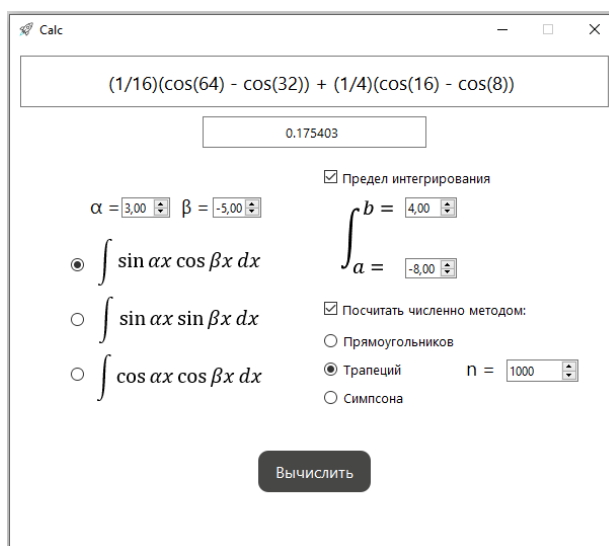 Calc
(1/16)(cos(64) - cos(32)) + (1/4)(cos(16) - cos(8))
0.175403
Предел интегрирования
α = 3,00 β = -5,00
b = 4,00
∫
a = -8,00
∫ sin αx cos βx dx
∫ sin αx sin βx dx
∫ cos αx cos βx dx
Посчитать численно методом:
Прямоугольников
Трапеций n = 1000
Симпсона
Вычислить